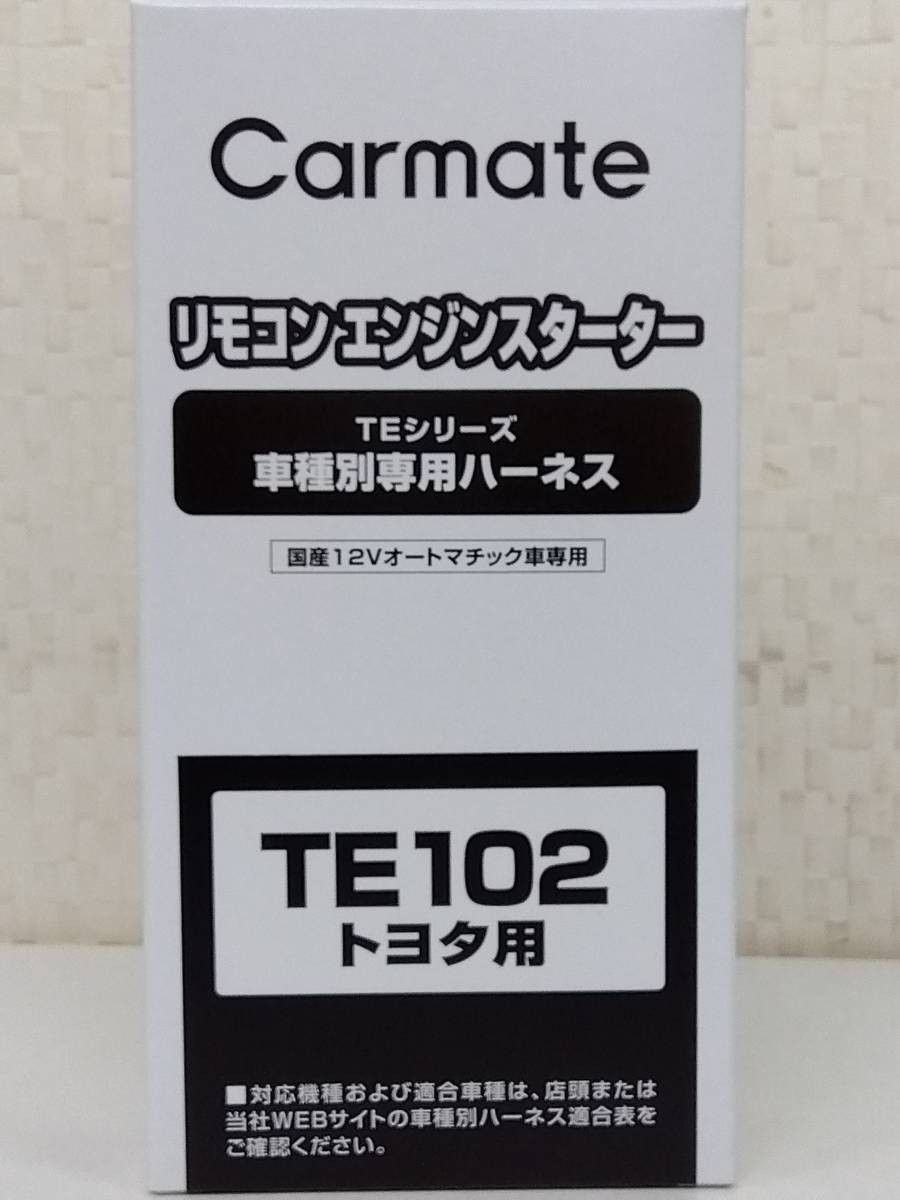 Carmate
リモコンエンジンスターター
TEシリーズ
車種別専用ハーネス
国産12Vオートマチック車専用
TE102
トヨタ用
■対応機種および適合車種は、店頭または
当社WEBサイトの車種別ハーネス適合表を
ご確認ください。